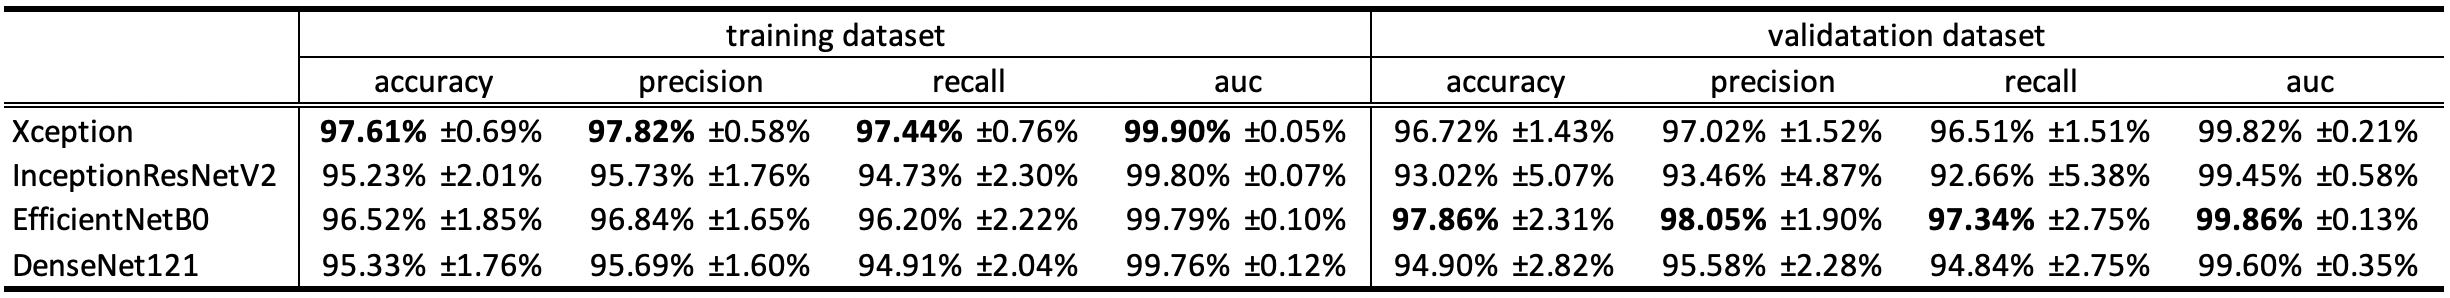 training dataset validatation dataset
accuracy precision recall auc accuracy precision recall auc
Xception 97.61% ±0.69% 97.82% ±0.58% 97.44% ±0.76% 99.90% ±0.05% 96.72% ±1.43% 97.02% ±1.52% 96.51% ±1.51% 99.82% ±0.21%
InceptionResNetV2 95.23% ±2.01% 95.73% ±1.76% 94.73% ±2.30% 99.80% ±0.07% 93.02% ±5.07% 93.46% ±4.87% 92.66% ±5.38% 99.45% ±0.58%
EfficientNetB0 96.52% ±1.85% 96.84% ±1.65% 96.20% ±2.22% 99.79% ±0.10% 97.86% ±2.31% 98.05% ±1.90% 97.34% ±2.75% 99.86% ±0.13%
DenseNet121 95.33% ±1.76% 95.69% ±1.60% 94.91% ±2.04% 99.76% ±0.12% 94.90% ±2.82% 95.58% ±2.28% 94.84% ±2.75% 99.60% ±0.35%